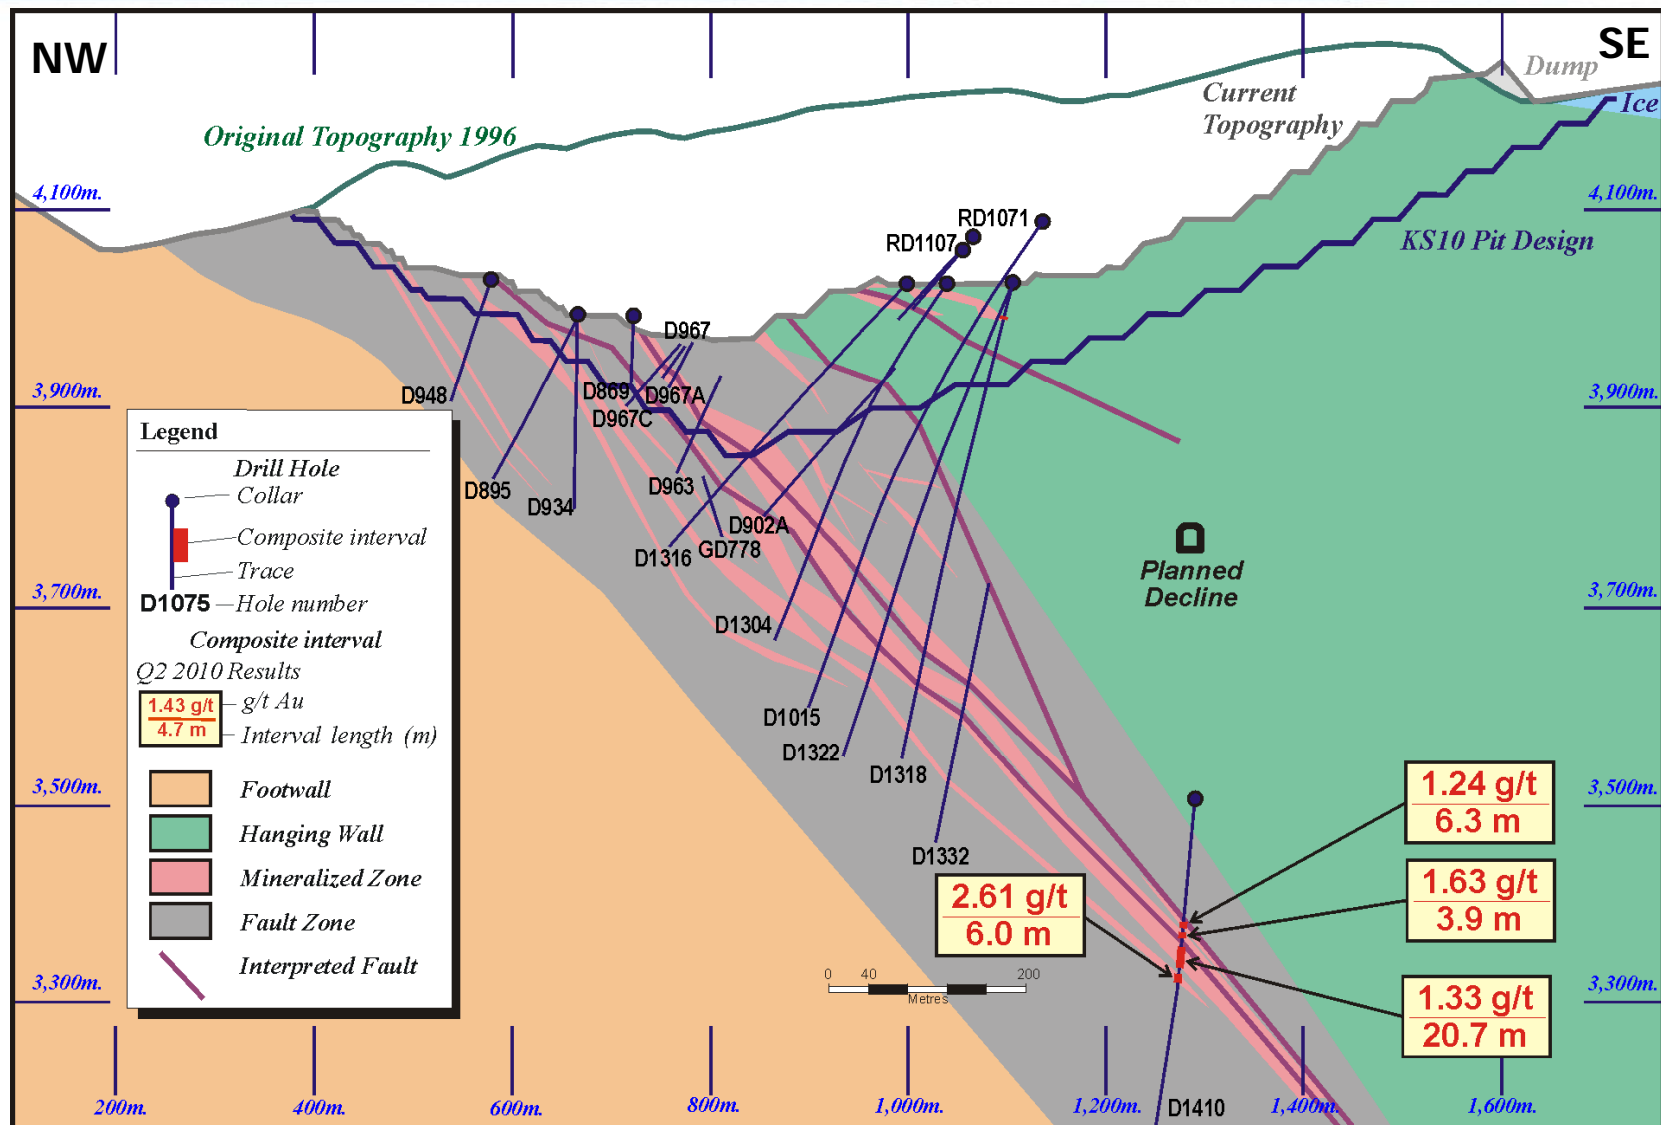 NW
SE
Dump
Ice
Current
Topography
Original Topography 1996
4,100m.
4,100m.
RD1071
RD1107
KS10 Pit Design
D967
D948
D869
D967A
D967C
3,900m.
3,900m.
Legend
Drill Hole
Collar
Composite interval
Trace
D1075
Hole number
Composite interval
Q2 2010 Results
1.43 g/t
4.7 m
g/t Au
Interval length (m)
Footwall
Hanging Wall
Mineralized Zone
Fault Zone
Interpreted Fault
D895
D934
D963
D902A
D1316
GD778
Planned
Decline
3,700m.
3,700m.
D1304
D1015
D1322
D1318
D1332
3,500m.
3,500m.
1.24 g/t
6.3 m
1.63 g/t
3.9 m
2.61 g/t
6.0 m
1.33 g/t
20.7 m
0 40 200
Metres
3,300m.
3,300m.
D1410
200m.
400m.
600m.
800m.
1,000m.
1,200m.
1,400m.
1,600m.